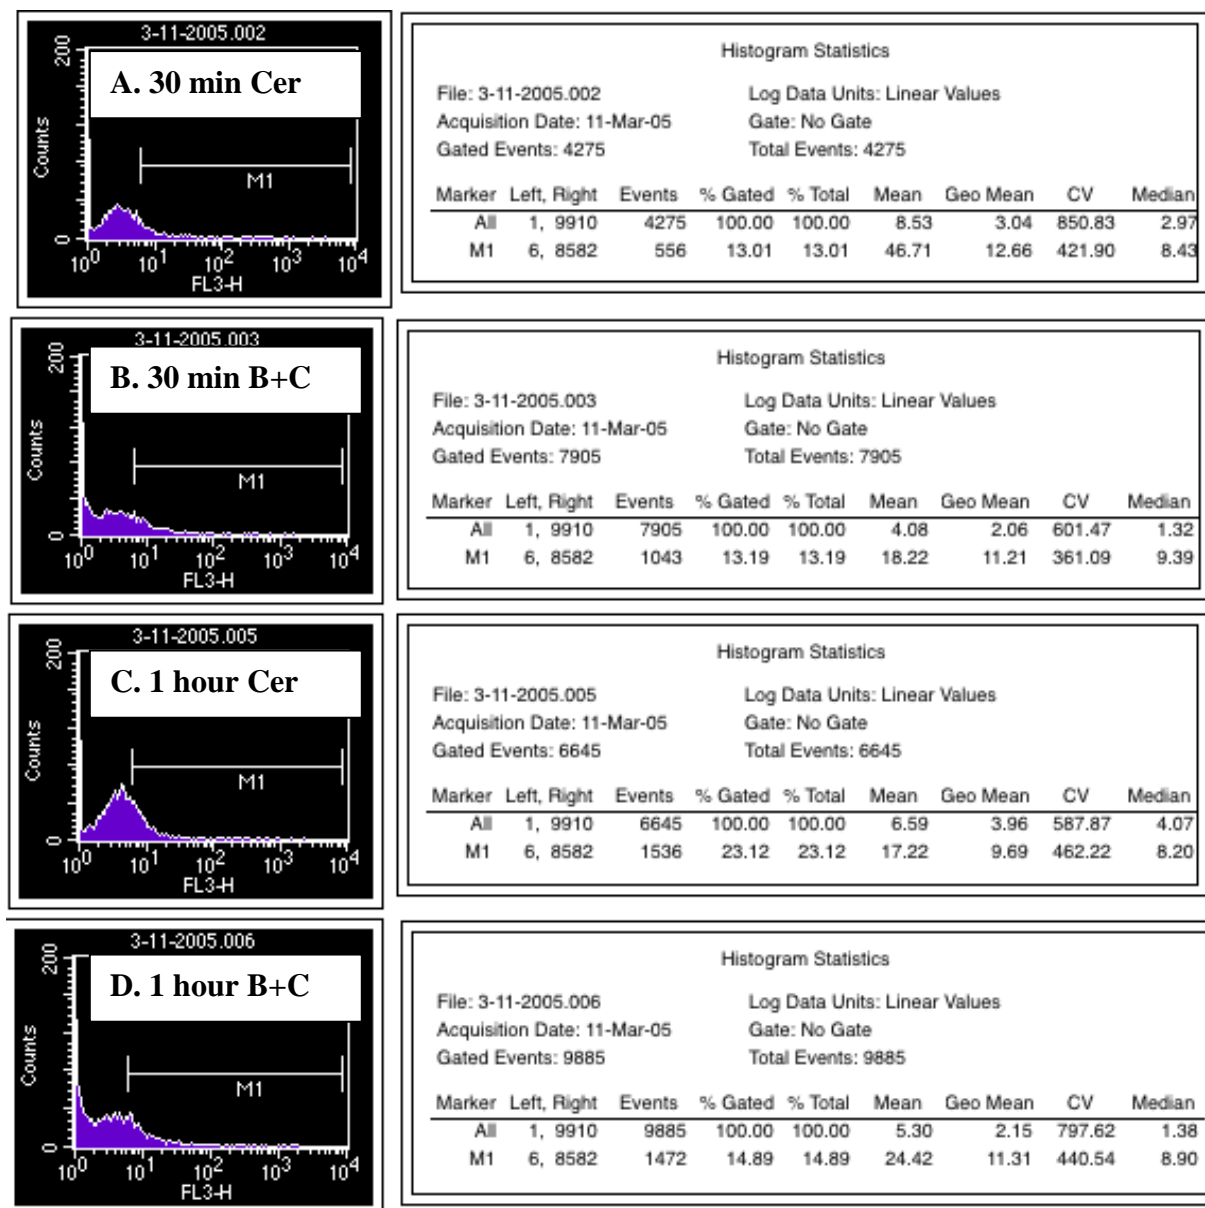 3-11-2005.002
200
A. 30 min Cer
Counts
M1
0
10^0 10^1 10^2 10^3 10^4
FL3-H
Histogram Statistics
File: 3-11-2005.002 Log Data Units: Linear Values
Acquisition Date: 11-Mar-05 Gate: No Gate
Gated Events: 4275 Total Events: 4275
Marker Left, Right Events % Gated % Total Mean Geo Mean CV Median
All 1, 9910 4275 100.00 100.00 8.53 3.04 850.83 2.97
M1 6, 8582 556 13.01 13.01 46.71 12.66 421.90 8.43
3-11-2005.003
200
B. 30 min B+C
Counts
M1
0
10^0 10^1 10^2 10^3 10^4
FL3-H
Histogram Statistics
File: 3-11-2005.003 Log Data Units: Linear Values
Acquisition Date: 11-Mar-05 Gate: No Gate
Gated Events: 7905 Total Events: 7905
Marker Left, Right Events % Gated % Total Mean Geo Mean CV Median
All 1, 9910 7905 100.00 100.00 4.08 2.06 601.47 1.32
M1 6, 8582 1043 13.19 13.19 18.22 11.21 361.09 9.39
3-11-2005.005
200
C. 1 hour Cer
Counts
M1
0
10^0 10^1 10^2 10^3 10^4
FL3-H
Histogram Statistics
File: 3-11-2005.005 Log Data Units: Linear Values
Acquisition Date: 11-Mar-05 Gate: No Gate
Gated Events: 6645 Total Events: 6645
Marker Left, Right Events % Gated % Total Mean Geo Mean CV Median
All 1, 9910 6645 100.00 100.00 6.59 3.96 587.87 4.07
M1 6, 8582 1536 23.12 23.12 17.22 9.69 462.22 8.20
3-11-2005.006
200
D. 1 hour B+C
Counts
M1
0
10^0 10^1 10^2 10^3 10^4
FL3-H
Histogram Statistics
File: 3-11-2005.006 Log Data Units: Linear Values
Acquisition Date: 11-Mar-05 Gate: No Gate
Gated Events: 9885 Total Events: 9885
Marker Left, Right Events % Gated % Total Mean Geo Mean CV Median
All 1, 9910 9885 100.00 100.00 5.30 2.15 797.62 1.38
M1 6, 8582 1472 14.89 14.89 24.42 11.31 440.54 8.90